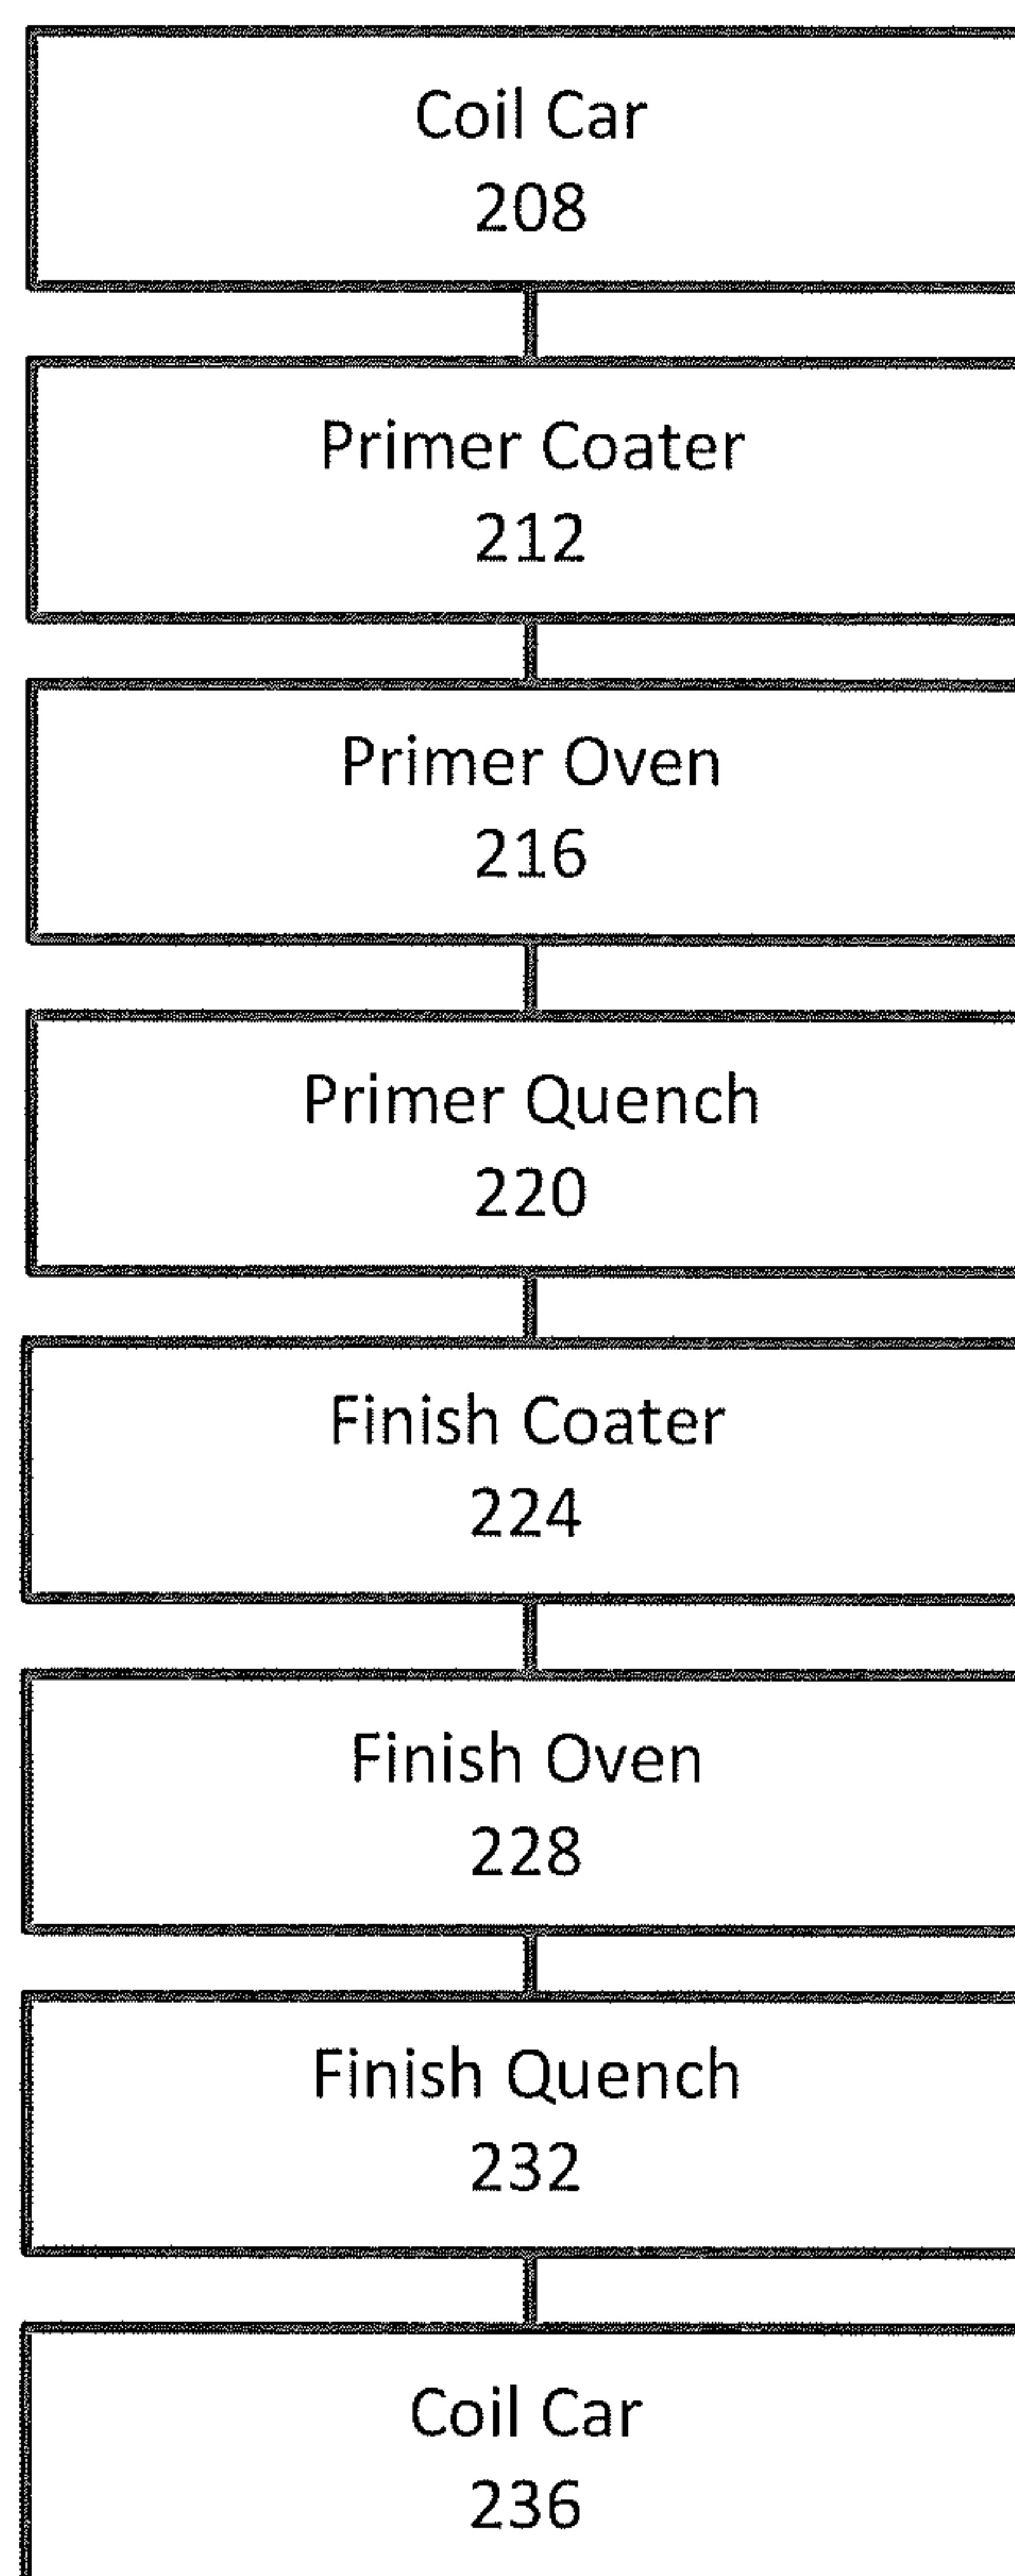 Coil Car
208
Primer Coater
212
Primer Oven
216
Primer Quench
220
Finish Coater
224
Finish Oven
228
Finish Quench
232
Coil Car
236